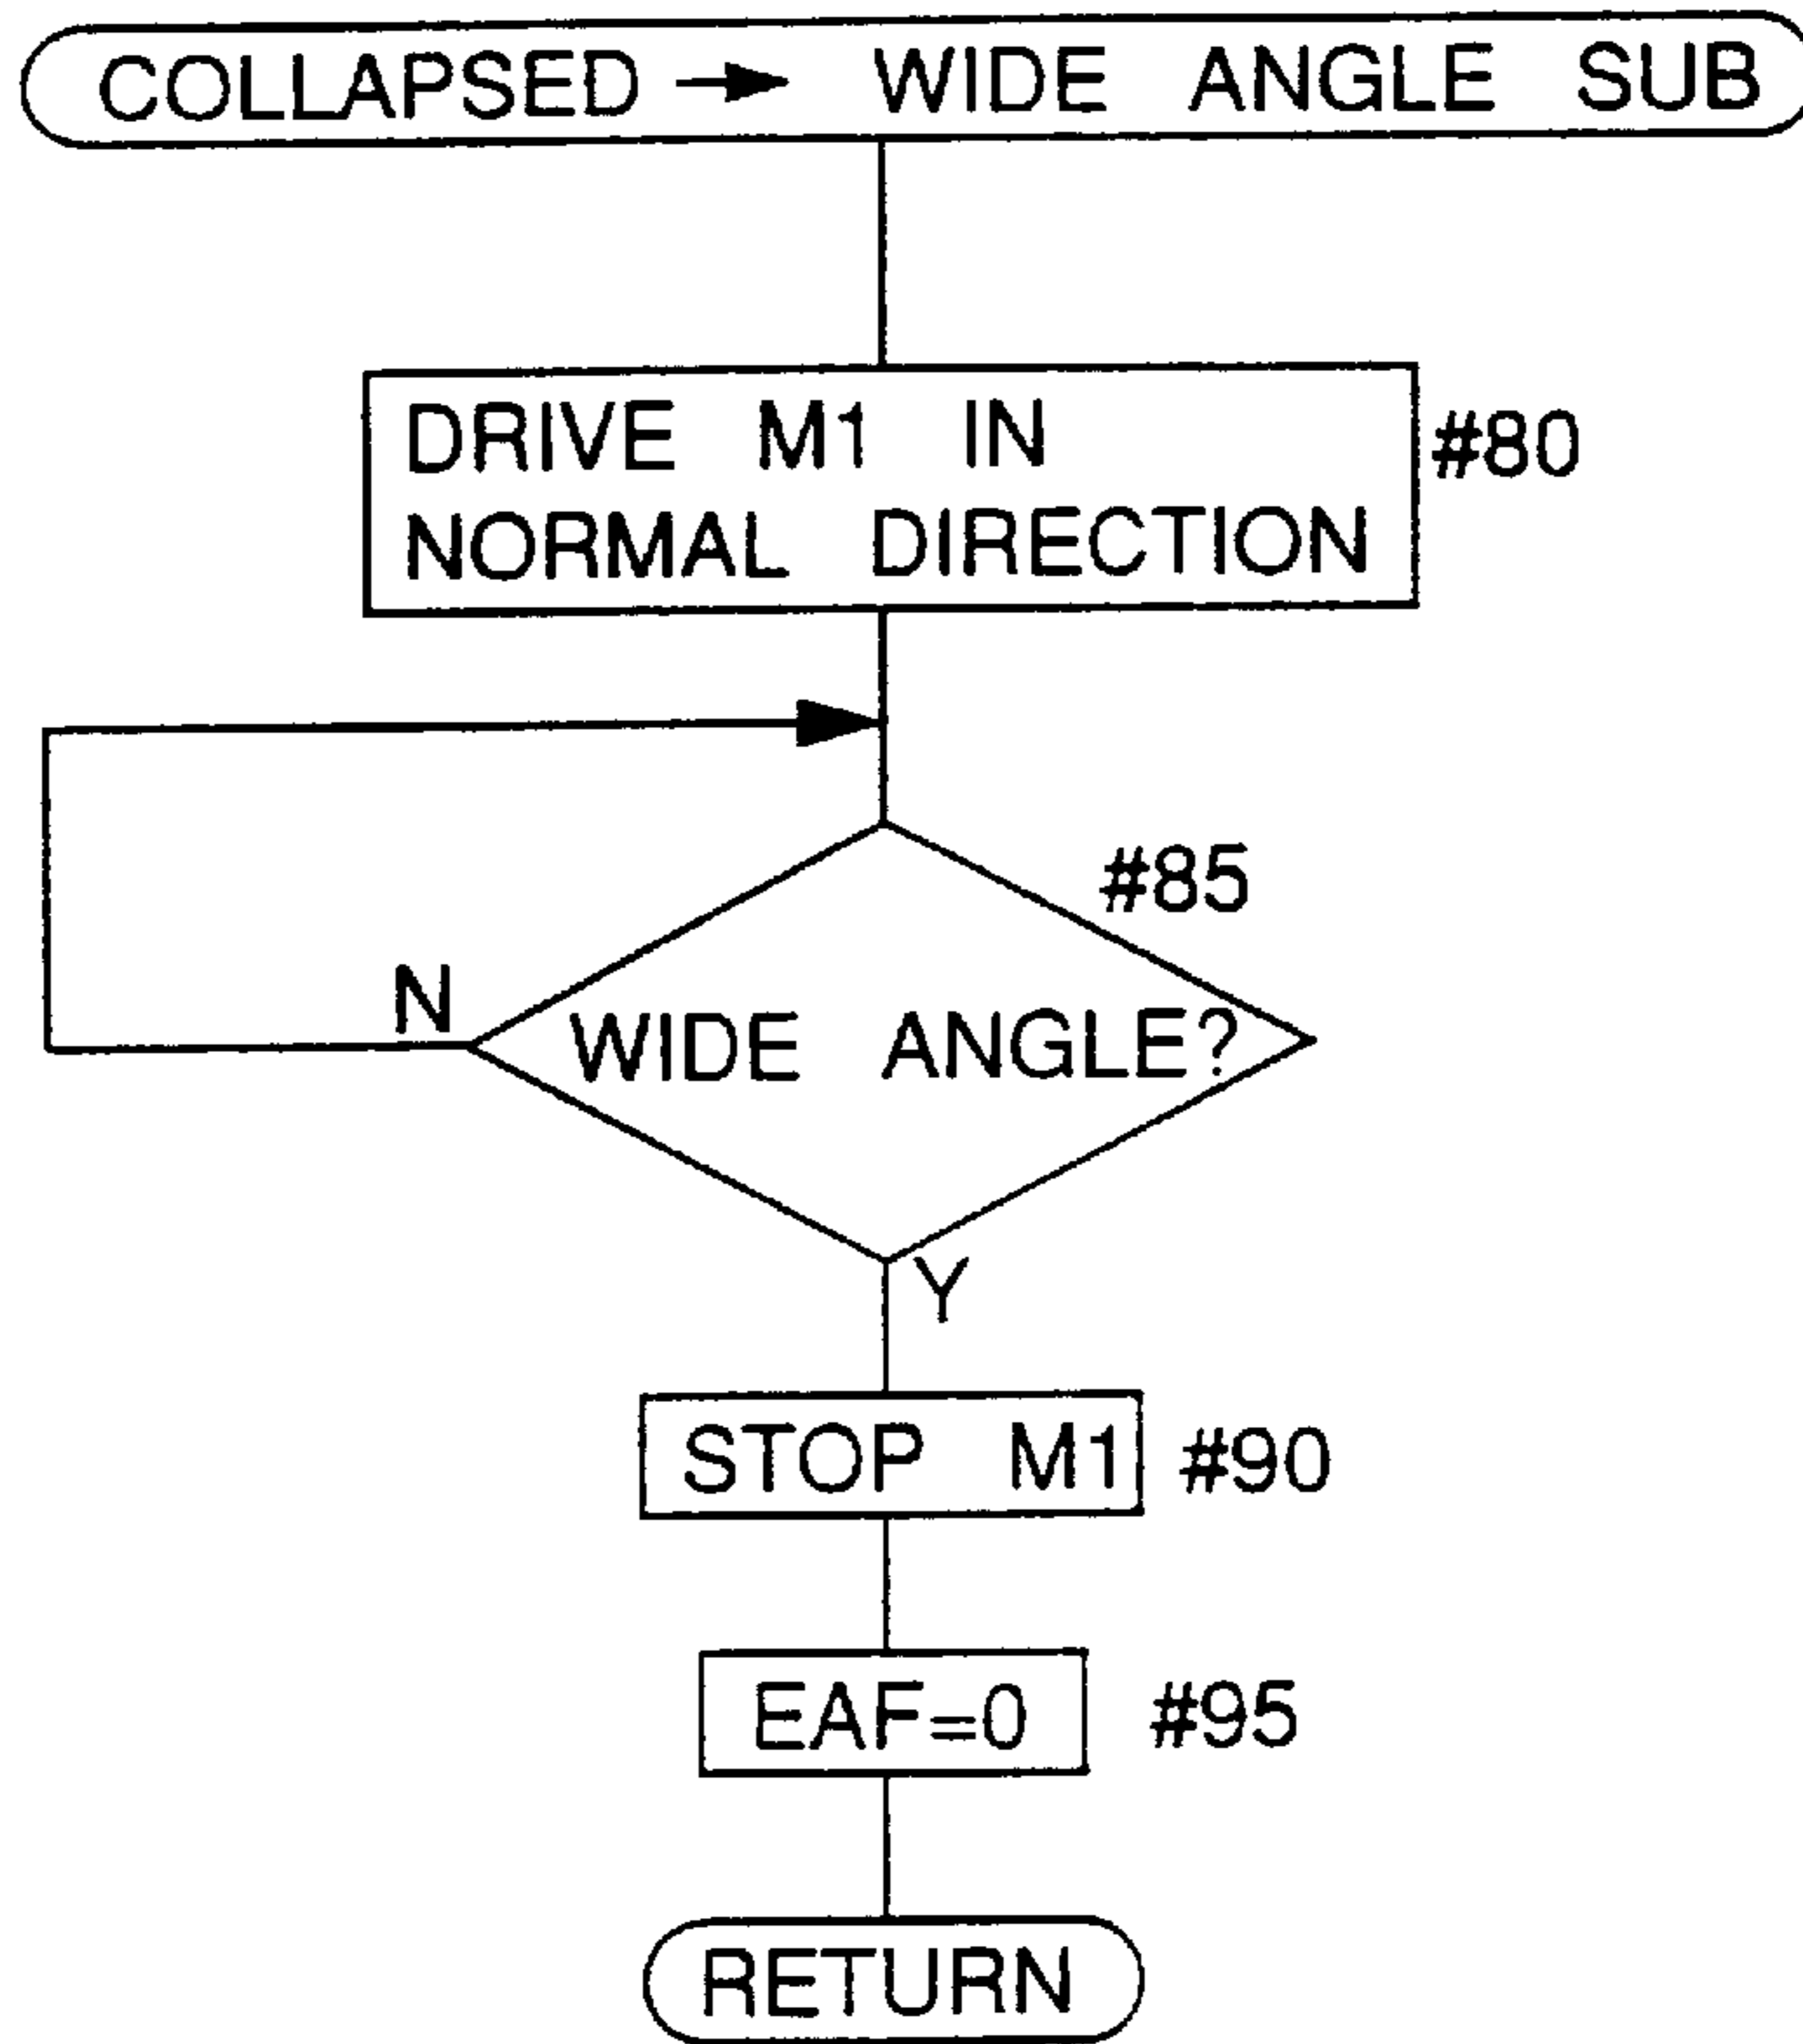 COLLAPSED → WIDE ANGLE SUB
DRIVE M1 IN
NORMAL DIRECTION
#80
#85
N
WIDE ANGLE?
Y
STOP M1
#90
EAF=0
#95
RETURN